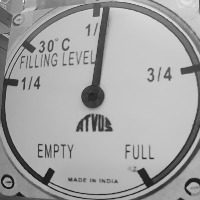 1/
30°C
FILLING LEVEL
1/4
3/4
ATVUS
EMPTY FULL
MADE IN INDIA